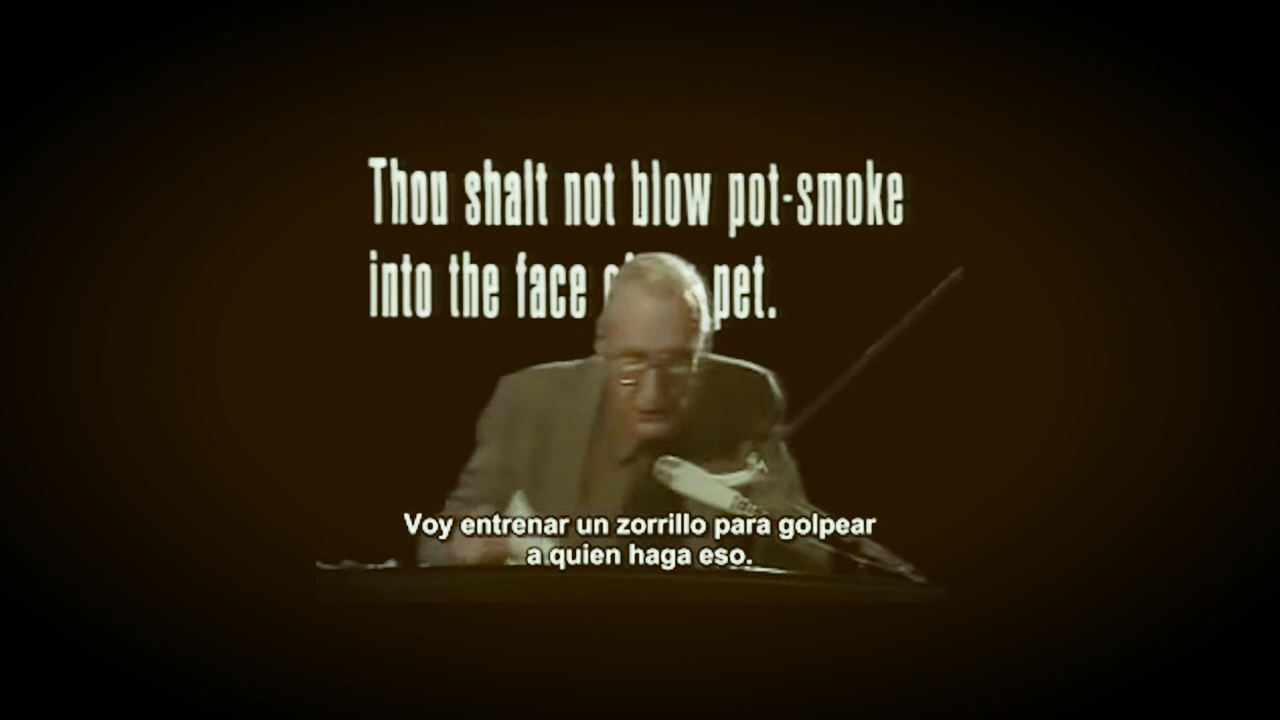 Thou shalt not blow pot-smoke
into the face pet.
Voy entrenar un zorrillo para golpear
a quien haga eso.